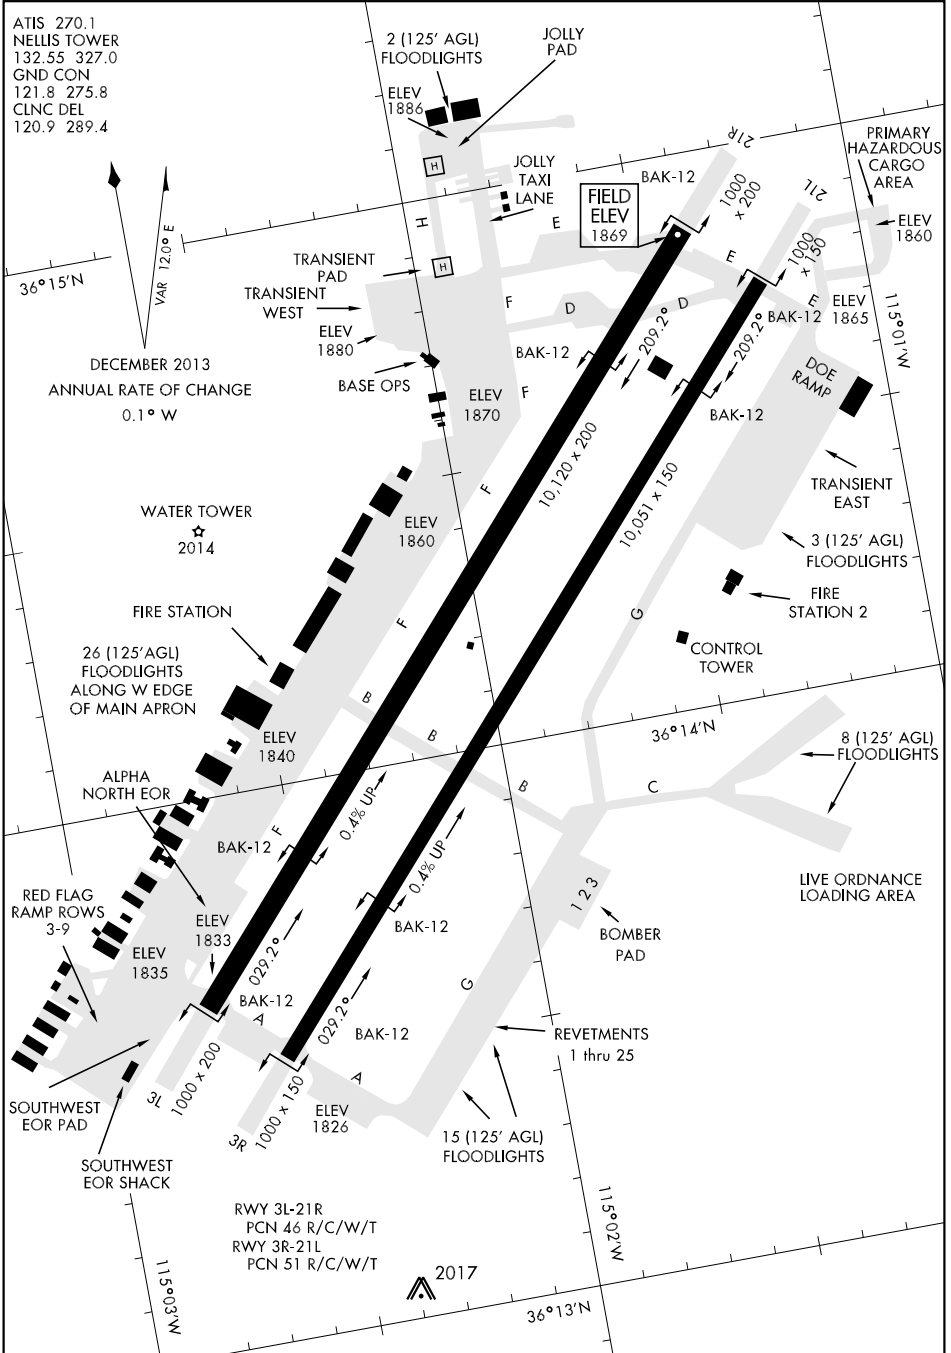 ATIS 270.1
NELLIS TOWER
132.55 327.0
GND CON
121.8 275.8
CLNC DEL
120.9 289.4
2 (125' AGL)
FLOODLIGHTS
JOLLY
PAD
ELEV
1886
H
JOLLY
TAXI
LANE
21R
BAK-12
1000 x 200
21L
PRIMARY
HAZARDOUS
CARGO
AREA
FIELD
ELEV
1869
ELEV
1860
1000 x 150
VAR 12.0° E
36°15'N
H
E
E
E
TRANSIENT
PAD
H
TRANSIENT
WEST
ELEV
1880
F
D
D
BAK-12
ELEV
1865
115°01'W
DECEMBER 2013
ANNUAL RATE OF CHANGE
0.1° W
BASE OPS
BAK-12
209.2°
209.2°
DOE
RAMP
ELEV
1870
F
BAK-12
10,120 x 200
10,051 x 150
F
TRANSIENT
EAST
WATER TOWER
2014
ELEV
1860
3 (125' AGL)
FLOODLIGHTS
FIRE STATION
F
G
FIRE
STATION 2
CONTROL
TOWER
26 (125'AGL)
FLOODLIGHTS
ALONG W EDGE
OF MAIN APRON
B
B
B
36°14'N
8 (125' AGL)
FLOODLIGHTS
ELEV
1840
ALPHA
NORTH EOR
C
F
0.4% UP
0.4% UP
BAK-12
LIVE ORDNANCE
LOADING AREA
RED FLAG
RAMP ROWS
3-9
1 2 3
BAK-12
BOMBER
PAD
ELEV
1833
ELEV
1835
029.2°
G
BAK-12
A
029.2°
BAK-12
REVETMENTS
1 thru 25
A
3L
1000 x 200
3R
1000 x 150
ELEV
1826
SOUTHWEST
EOR PAD
15 (125' AGL)
FLOODLIGHTS
SOUTHWEST
EOR SHACK
RWY 3L-21R
PCN 46 R/C/W/T
RWY 3R-21L
PCN 51 R/C/W/T
115°02'W
115°03'W
2017
36°13'N